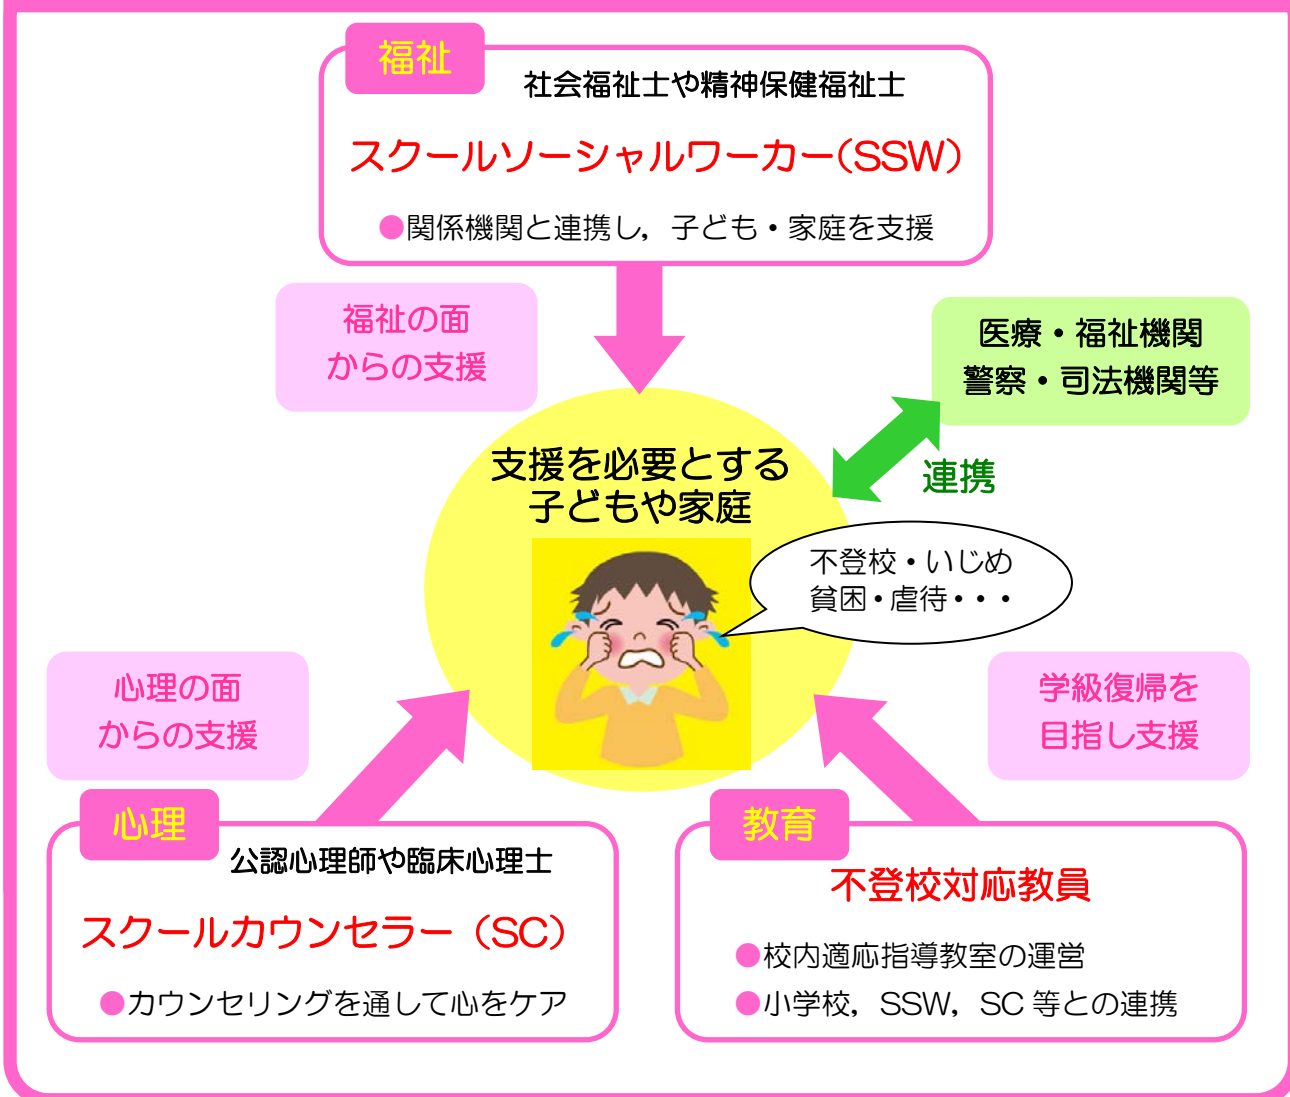 福祉
社会福祉士や精神保健福祉士
スクールソーシャルワーカー(SSW)
●関係機関と連携し，子ども・家庭を支援
福祉の面
からの支援
医療・福祉機関
警察・司法機関等
連携
支援を必要とする
子どもや家庭
不登校・いじめ
貧困・虐待・・・
心理の面
からの支援
学級復帰を
目指し支援
心理
公認心理師や臨床心理士
スクールカウンセラー（SC）
●カウンセリングを通して心をケア
教育
不登校対応教員
●校内適応指導教室の運営
●小学校，SSW，SC 等との連携